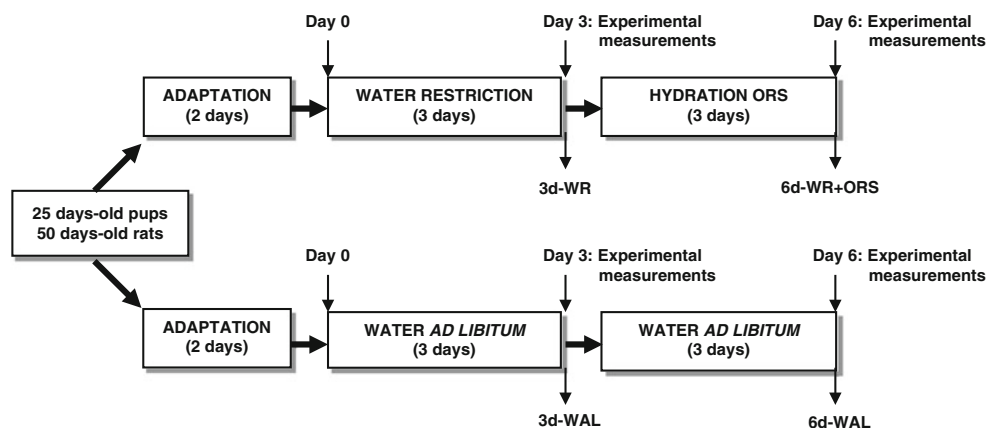 Day 0
Day 3: Experimental
measurements
Day 6: Experimental
measurements
ADAPTATION
(2 days)
WATER RESTRICTION
(3 days)
HYDRATION ORS
(3 days)
3d-WR
6d-WR+ORS
25 days-old pups
50 days-old rats
Day 0
Day 3: Experimental
measurements
Day 6: Experimental
measurements
ADAPTATION
(2 days)
WATER AD LIBITUM
(3 days)
WATER AD LIBITUM
(3 days)
3d-WAL
6d-WAL